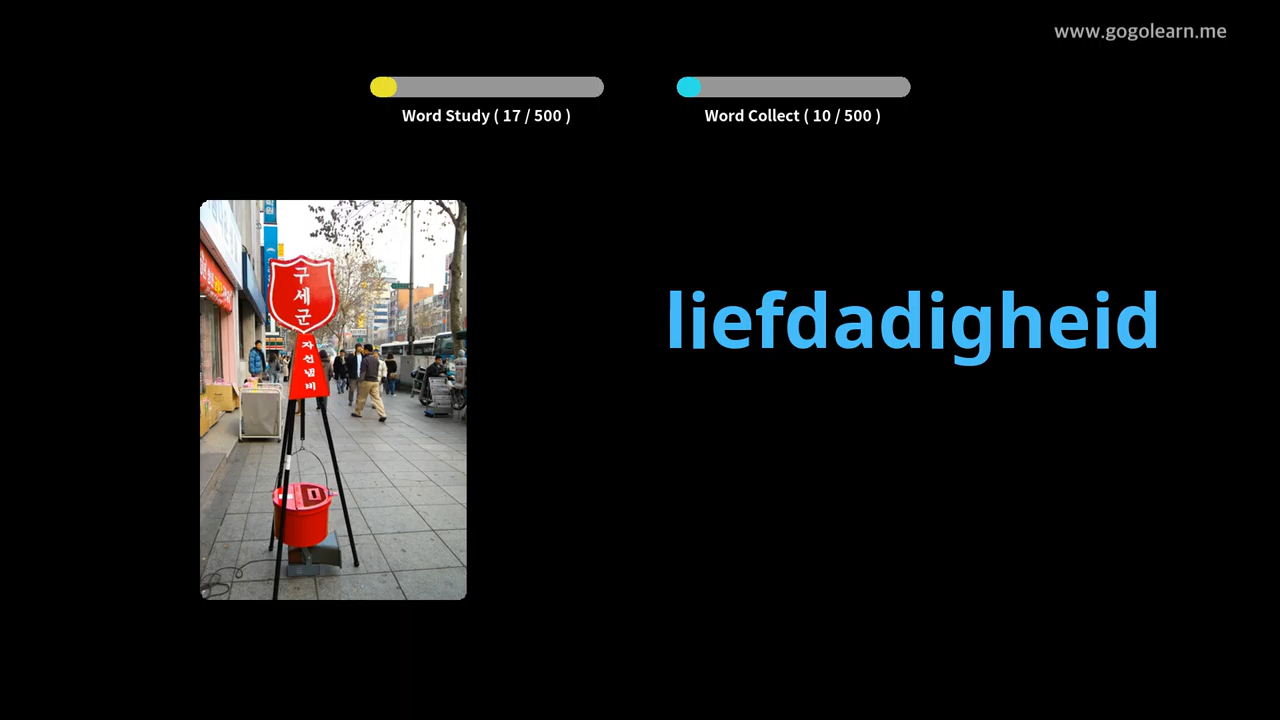 www.gogolearn.me
Word Study ( 17 / 500 )
Word Collect ( 10 / 500 )
liefdadigheid
구
세
군
자
선
냄
비